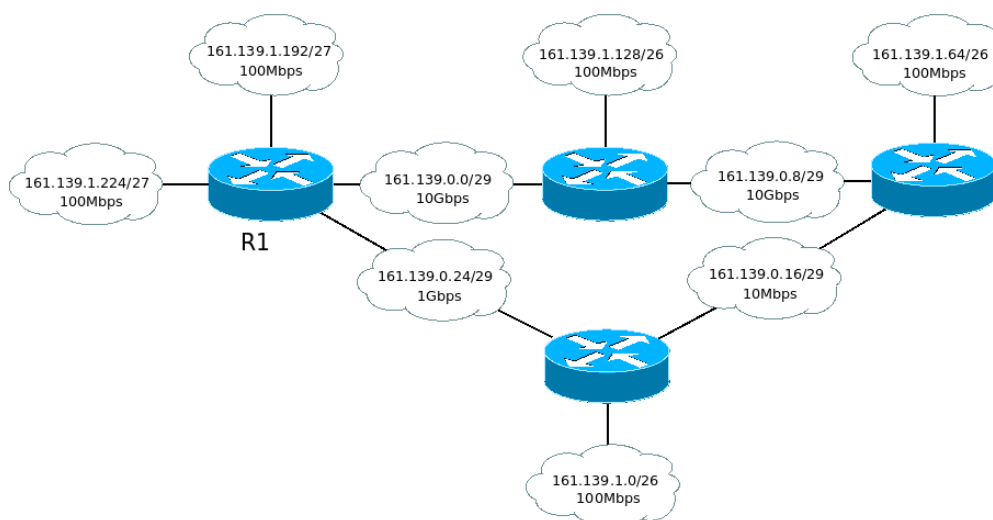 161.139.1.192/27
100Mbps
161.139.1.128/26
100Mbps
161.139.1.64/26
100Mbps
161.139.1.224/27
100Mbps
161.139.0.0/29
10Gbps
161.139.0.8/29
10Gbps
R1
161.139.0.24/29
1Gbps
161.139.0.16/29
10Mbps
161.139.1.0/26
100Mbps